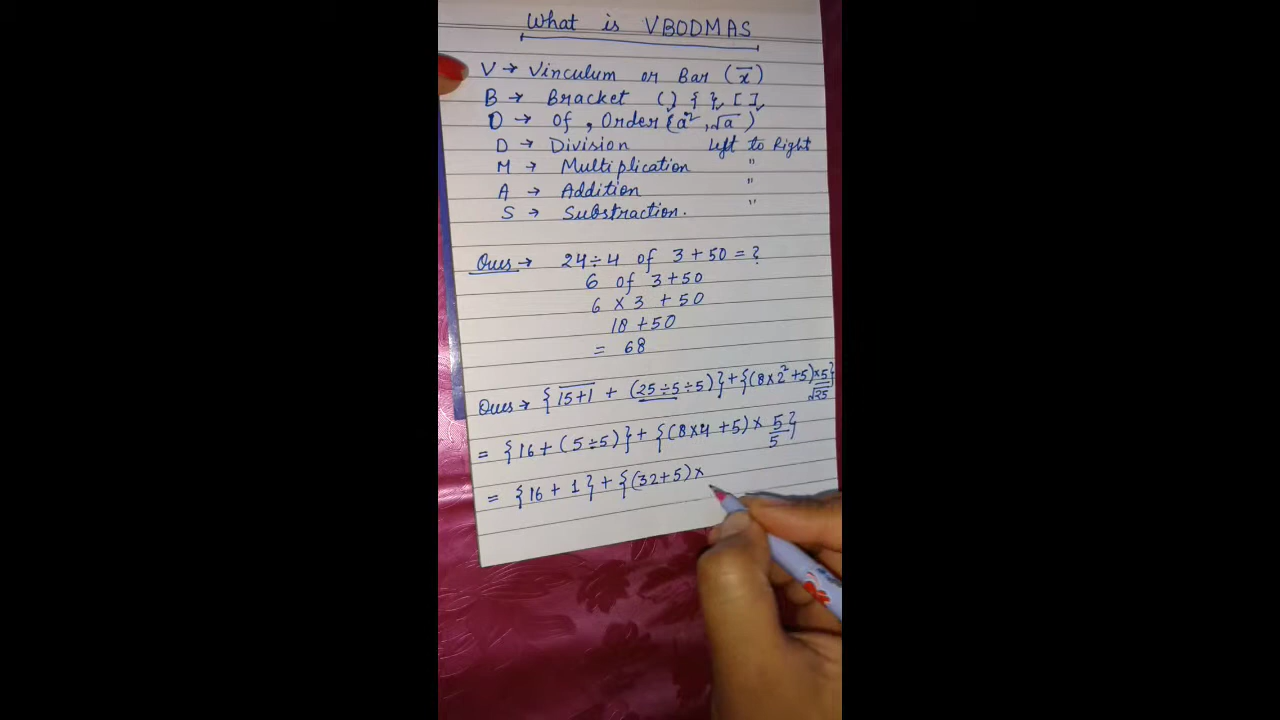 What is VBODMAS
V → Vinculum or Bar (x̅)
B → Bracket () { }, [ ],
O → Of, Order (a², √a)
D → Division Left to Right
M → Multiplication "
A → Addition "
S → Substraction. "
Ques → 24÷4 of 3+50 = ?
6 of 3+50
6 × 3 + 50
18 + 50
= 68
Ques → {1̅5̅+̅1̅ + (25÷5÷5)} + {(8×2²+5)×5/√25}
= {16+(5÷5)} + {(8×4+5)× 5/5}
= {16 + 1} + {(32+5)×